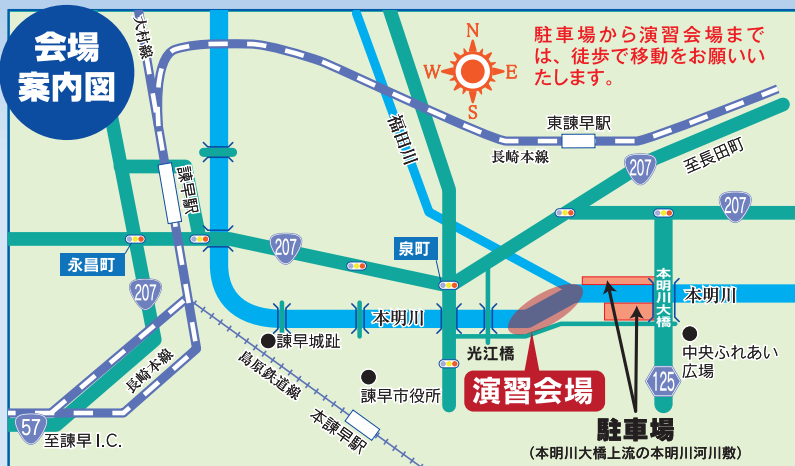 会場
案内図
大村線
N
W
E
S
駐車場から演習会場まで
は、徒歩で移動をお願いい
たします。
福田川
東諫早駅
長崎本線
至長田町
207
207
諫早駅
泉町
207
永昌町
207
本明川
本明川大橋
本明川
諫早城趾
光江橋
中央ふれあい
広場
長崎本線
島原鉄道線
諫早市役所
演習会場
125
57
至諫早I.C.
本諫早駅
駐車場
(本明川大橋上流の本明川河川敷)